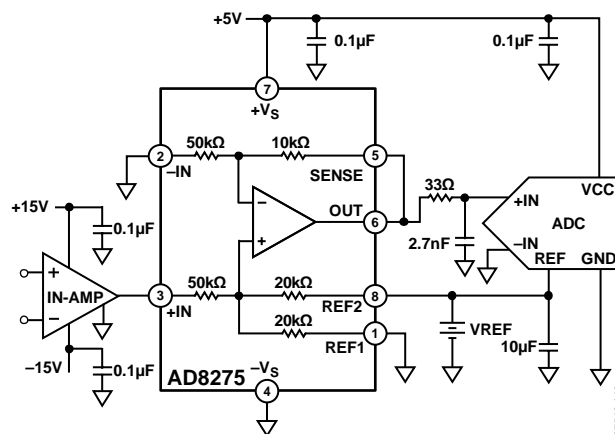 +5V
0.1µF
0.1µF
7
+VS
50kΩ
10kΩ
2
–IN
5
SENSE
VCC
33Ω
+IN
ADC
–IN
REF
GND
OUT
6
2.7nF
–
+
+15V
0.1µF
+
IN-AMP
–
3
+IN
50kΩ
20kΩ
8
REF2
20kΩ
1
REF1
VREF
10µF
–15V
0.1µF
AD8275
–VS
4